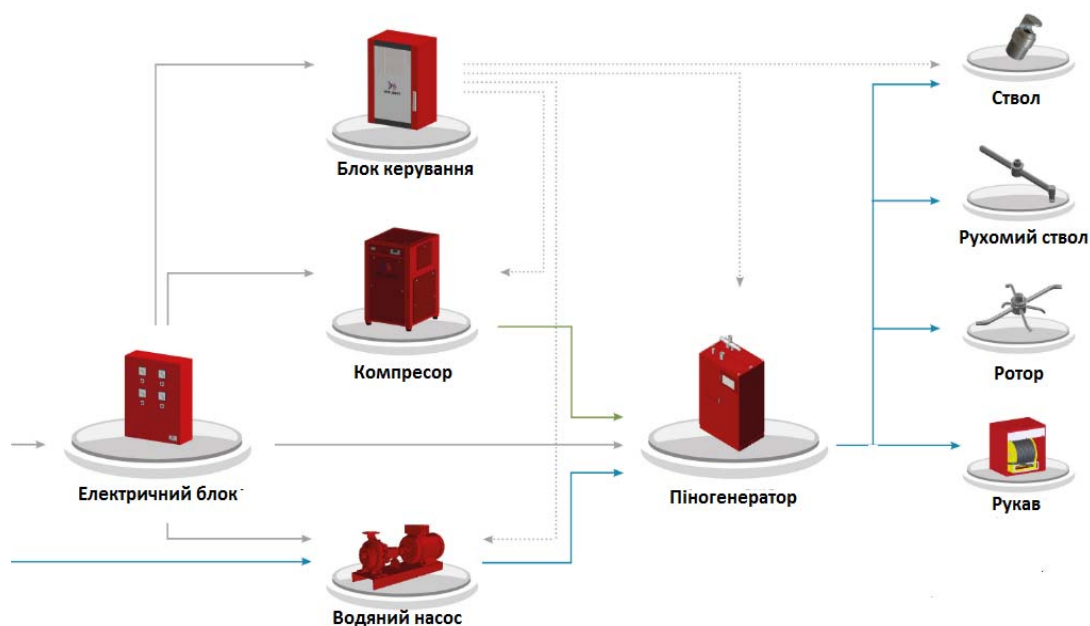 Ствол
Блок керування
Рухомий ствол
Компресор
Ротор
Електричний блок
Піногенератор
Рукав
Водяний насос